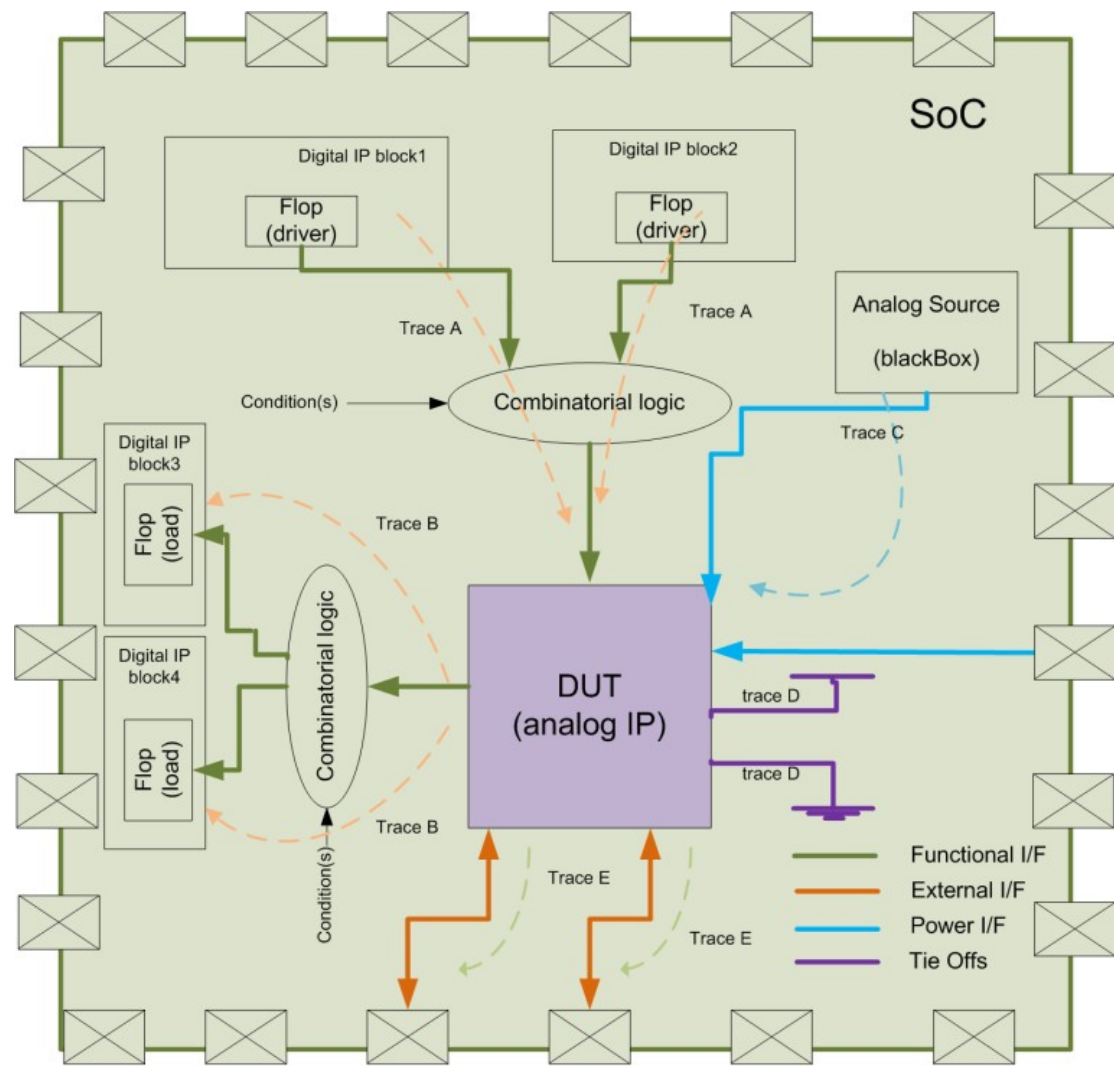 SoC
Digital IP block1
Flop
(driver)
Digital IP block2
Flop
(driver)
Trace A
Trace A
Analog Source
(blackBox)
Trace C
Condition(s)
Combinatorial logic
Digital IP
block3
Flop
(load)
Trace B
Combinatorial logic
Digital IP
block4
Flop
(load)
Trace B
Condition(s)
DUT
(analog IP)
trace D
trace D
Trace E
Trace E
Functional I/F
External I/F
Power I/F
Tie Offs